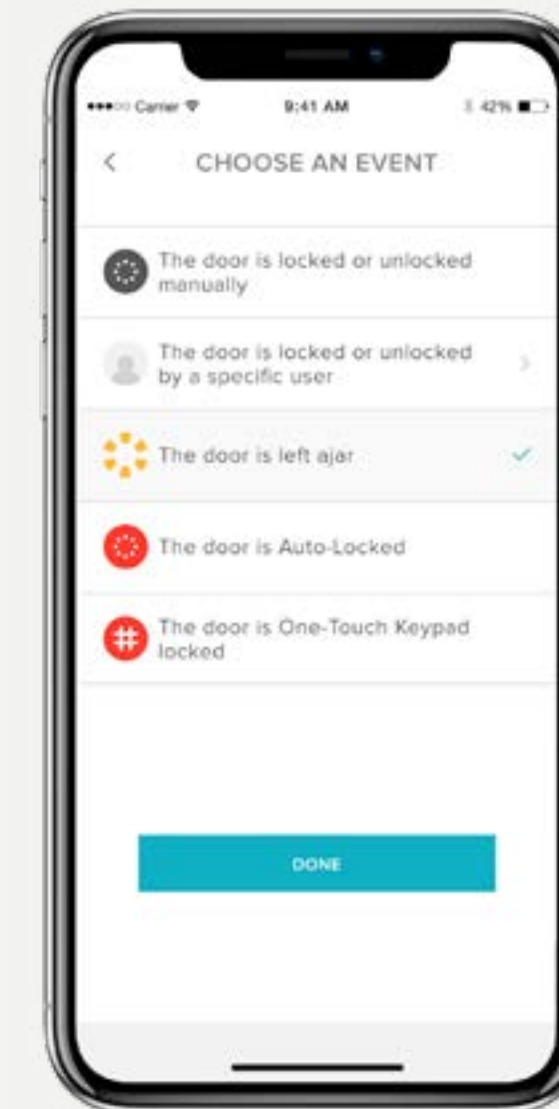 Carrier 9:41 AM 42%
CHOOSE AN EVENT
The door is locked or unlocked
manually
The door is locked or unlocked
by a specific user
The door is left ajar
The door is Auto-Locked
#
The door is One-Touch Keypad
locked
DONE